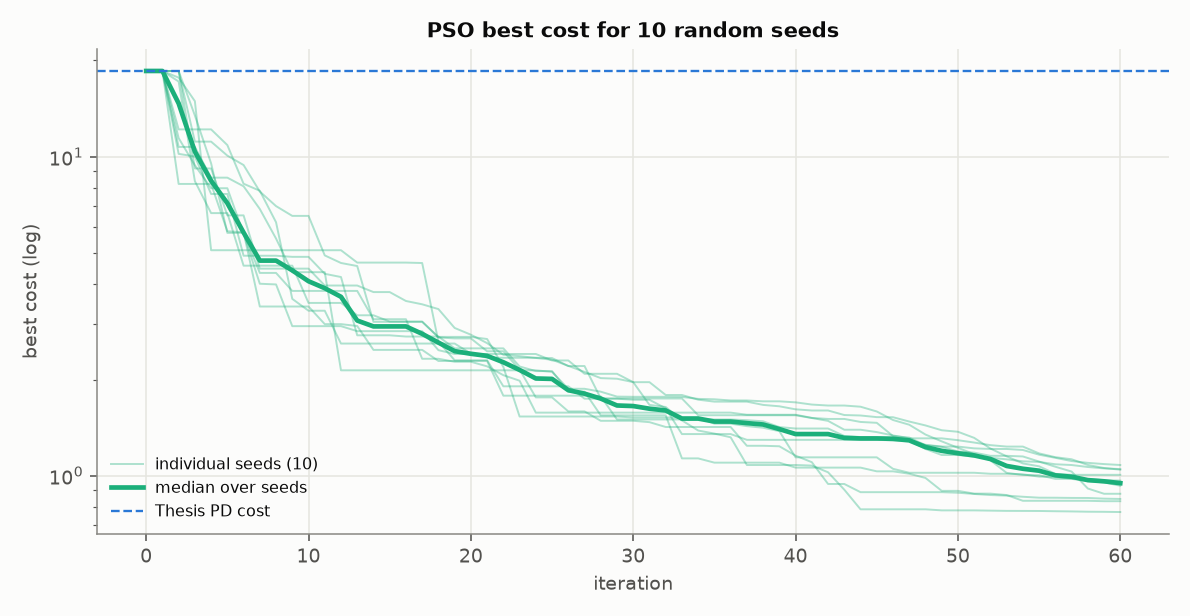 PSO best cost for 10 random seeds
best cost (log)
10¹
10⁰
individual seeds (10)
median over seeds
Thesis PD cost
0 10 20 30 40 50 60
iteration